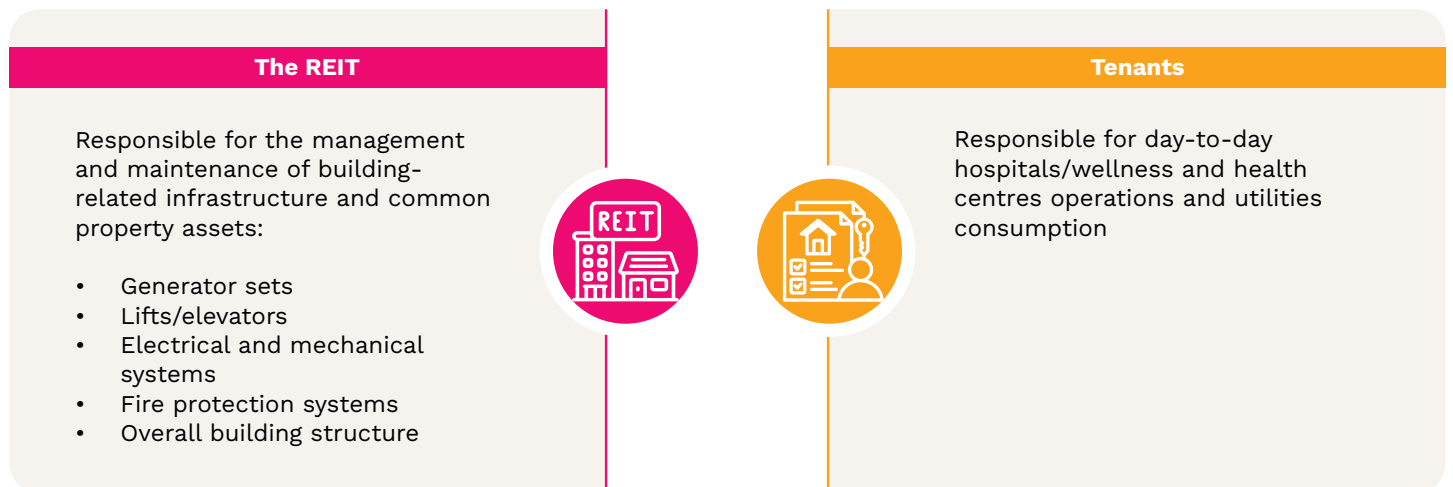 The REIT
Responsible for the management
and maintenance of building-
related infrastructure and common
property assets:
• Generator sets
• Lifts/elevators
• Electrical and mechanical
systems
• Fire protection systems
• Overall building structure
REIT
Tenants
Responsible for day-to-day
hospitals/wellness and health
centres operations and utilities
consumption